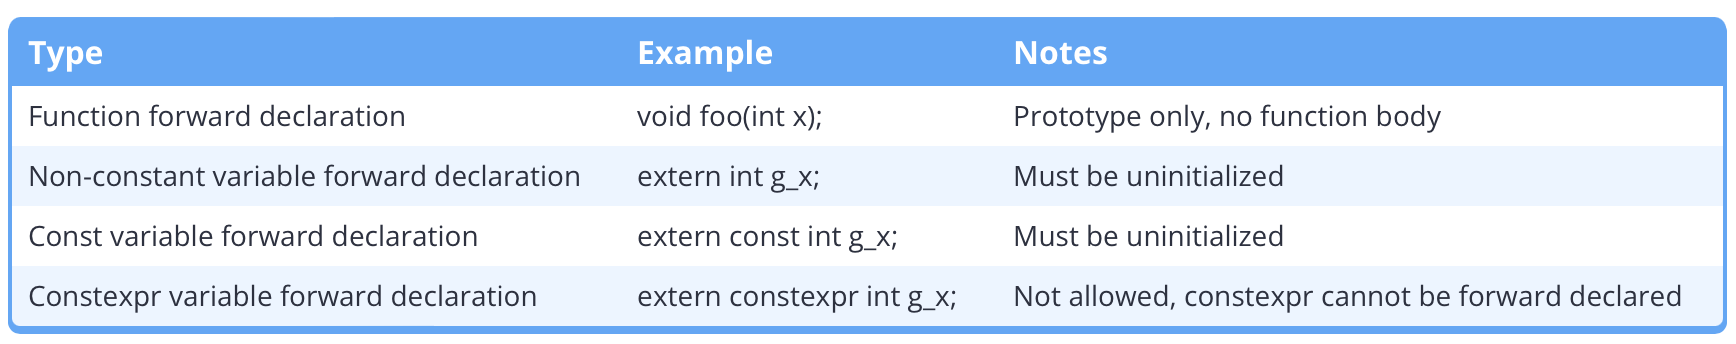 Type Example Notes
Function forward declaration void foo(int x); Prototype only, no function body
Non-constant variable forward declaration extern int g_x; Must be uninitialized
Const variable forward declaration extern const int g_x; Must be uninitialized
Constexpr variable forward declaration extern constexpr int g_x; Not allowed, constexpr cannot be forward declared